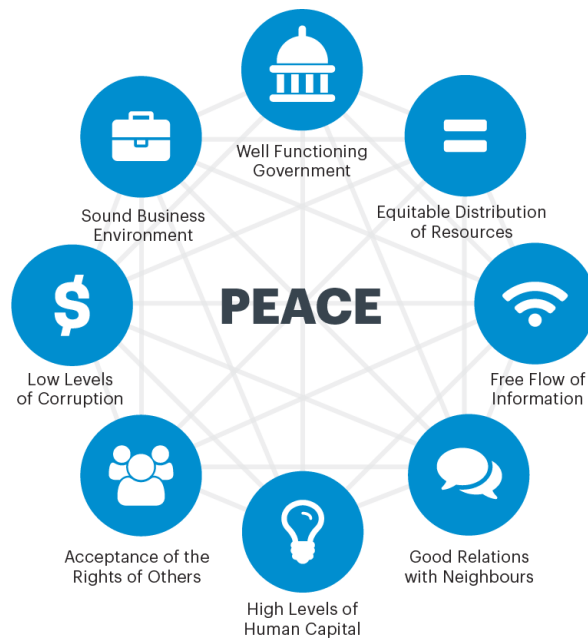 Well Functioning
Government
Sound Business
Environment
Equitable Distribution
of Resources
$
PEACE
Low Levels
of Corruption
Free Flow of
Information
Acceptance of the
Rights of Others
Good Relations
with Neighbours
High Levels of
Human Capital